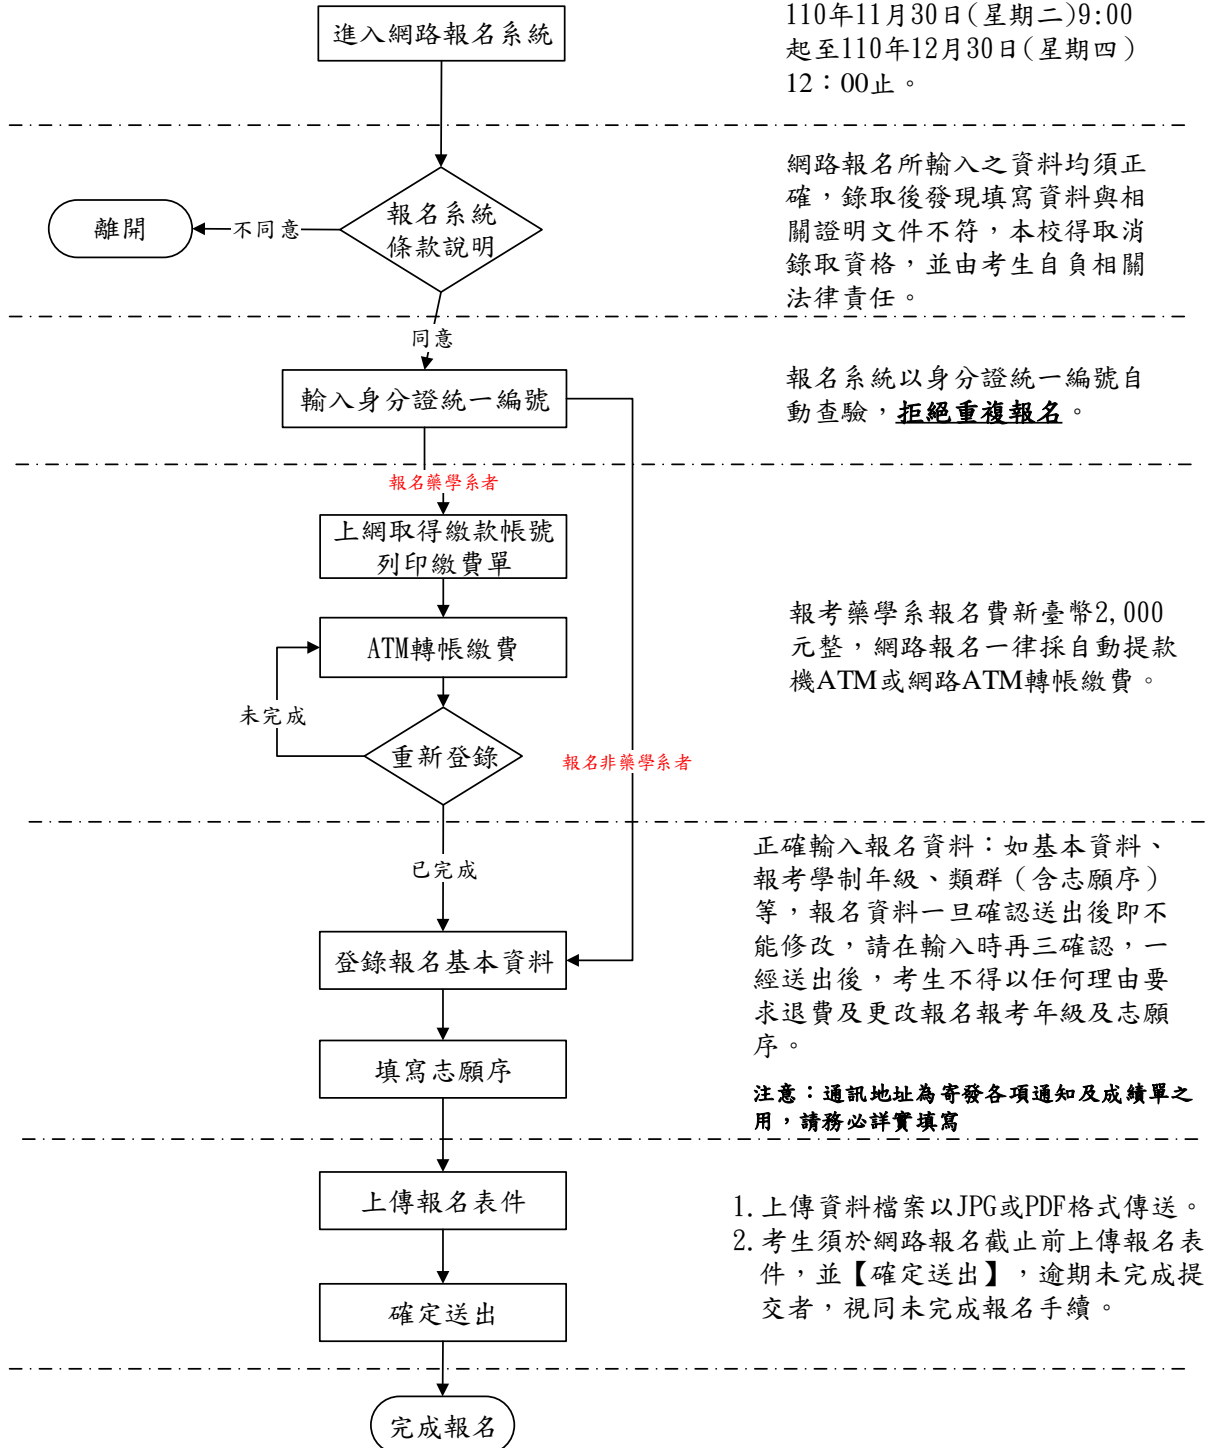 進入網路報名系統
110年11月30日(星期二)9:00
起至110年12月30日(星期四)
12：00止。
報名系統
條款說明
不同意
離開
網路報名所輸入之資料均須正
確，錄取後發現填寫資料與相
關證明文件不符，本校得取消
錄取資格，並由考生自負相關
法律責任。
同意
輸入身分證統一編號
報名系統以身分證統一編號自
動查驗，拒絕重複報名。
報名藥學系者
上網取得繳款帳號
列印繳費單
ATM轉帳繳費
未完成
重新登錄
報名非藥學系者
報考藥學系報名費新臺幣2,000
元整，網路報名一律採自動提款
機ATM或網路ATM轉帳繳費。
已完成
登錄報名基本資料
填寫志願序
正確輸入報名資料：如基本資料、
報考學制年級、類群（含志願序）
等，報名資料一旦確認送出後即不
能修改，請在輸入時再三確認，一
經送出後，考生不得以任何理由要
求退費及更改報名報考年級及志願
序。
注意：通訊地址為寄發各項通知及成績單之
用，請務必詳實填寫
上傳報名表件
確定送出
1.上傳資料檔案以JPG或PDF格式傳送。
2.考生須於網路報名截止前上傳報名表
件，並【確定送出】，逾期未完成提
交者，視同未完成報名手續。
完成報名